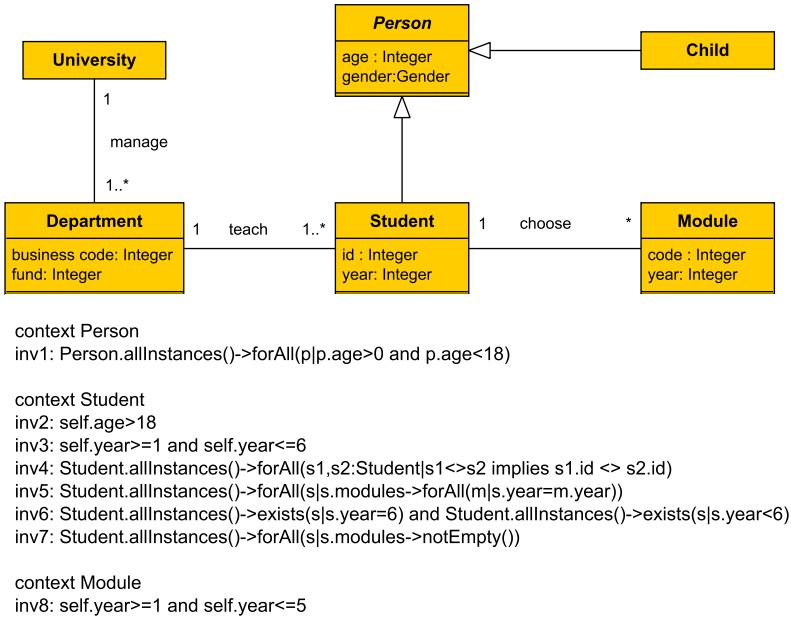 Person
age : Integer
gender:Gender
University
Child
1
manage
1..*
Department
business code: Integer
fund: Integer
1 teach 1..*
Student
id : Integer
year: Integer
1 choose *
Module
code : Integer
year: Integer
context Person
inv1: Person.allInstances()->forAll(p|p.age>0 and p.age<18)
context Student
inv2: self.age>18
inv3: self.year>=1 and self.year<=6
inv4: Student.allInstances()->forAll(s1,s2:Student|s1<>s2 implies s1.id <> s2.id)
inv5: Student.allInstances()->forAll(s|s.modules->forAll(m|s.year=m.year))
inv6: Student.allInstances()->exists(s|s.year=6) and Student.allInstances()->exists(s|s.year<6)
inv7: Student.allInstances()->forAll(s|s.modules->notEmpty())
context Module
inv8: self.year>=1 and self.year<=5